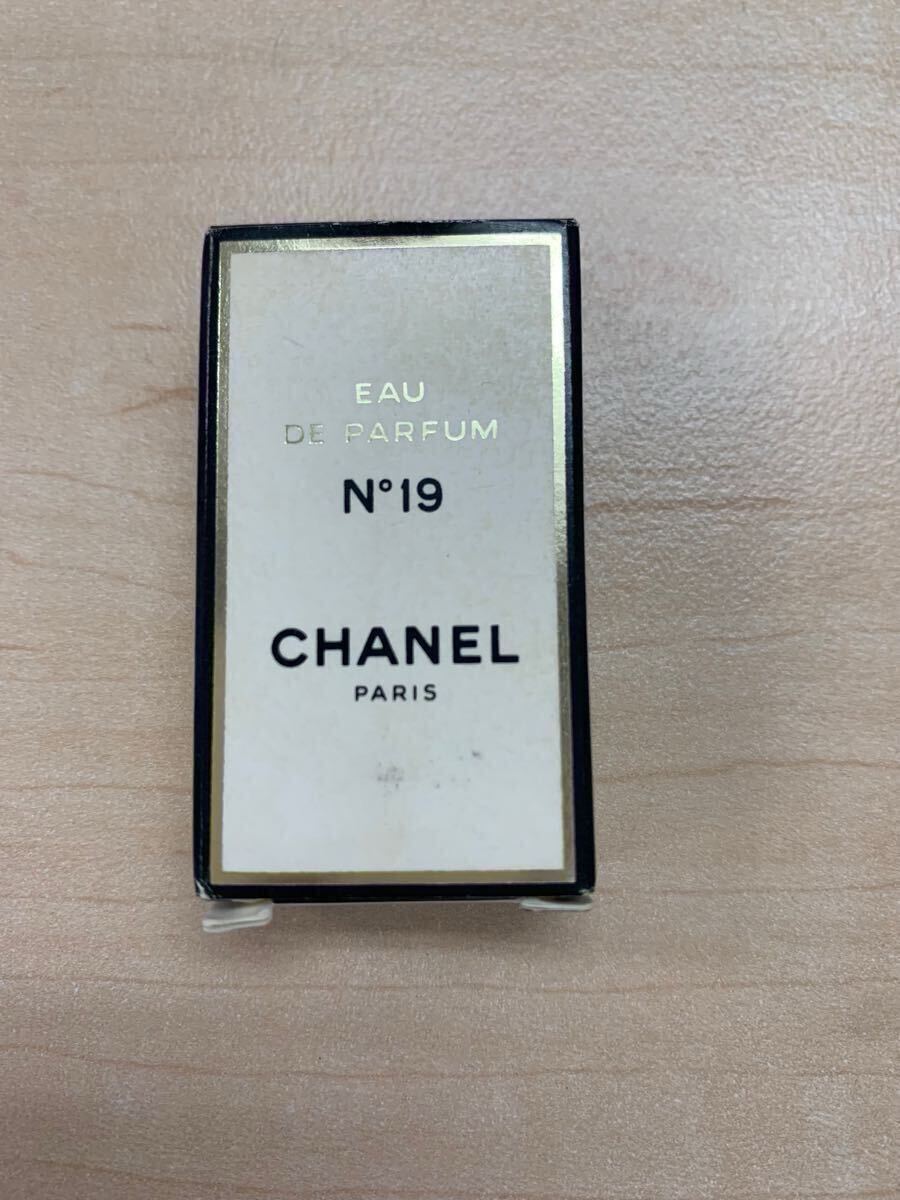 EAU
DE PARFUM
N°19
CHANEL
PARIS